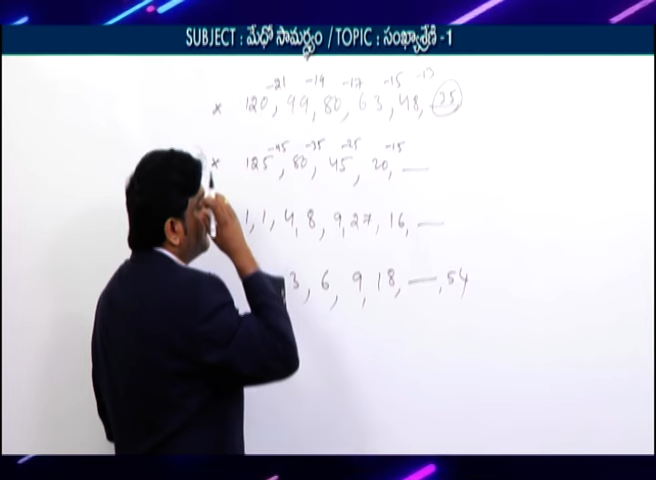 SUBJECT : మేధో సామర్థ్యం / TOPIC : సంఖ్యాశ్రేణి -1
-21 -19 -17 -15 -13
* 120, 99, 80, 63, 48, 35
-45 -35 -25 -15
* 125, 80, 45, 20, —
1, 1, 4, 8, 9, 27, 16, —
3, 6, 9, 18, —, 54